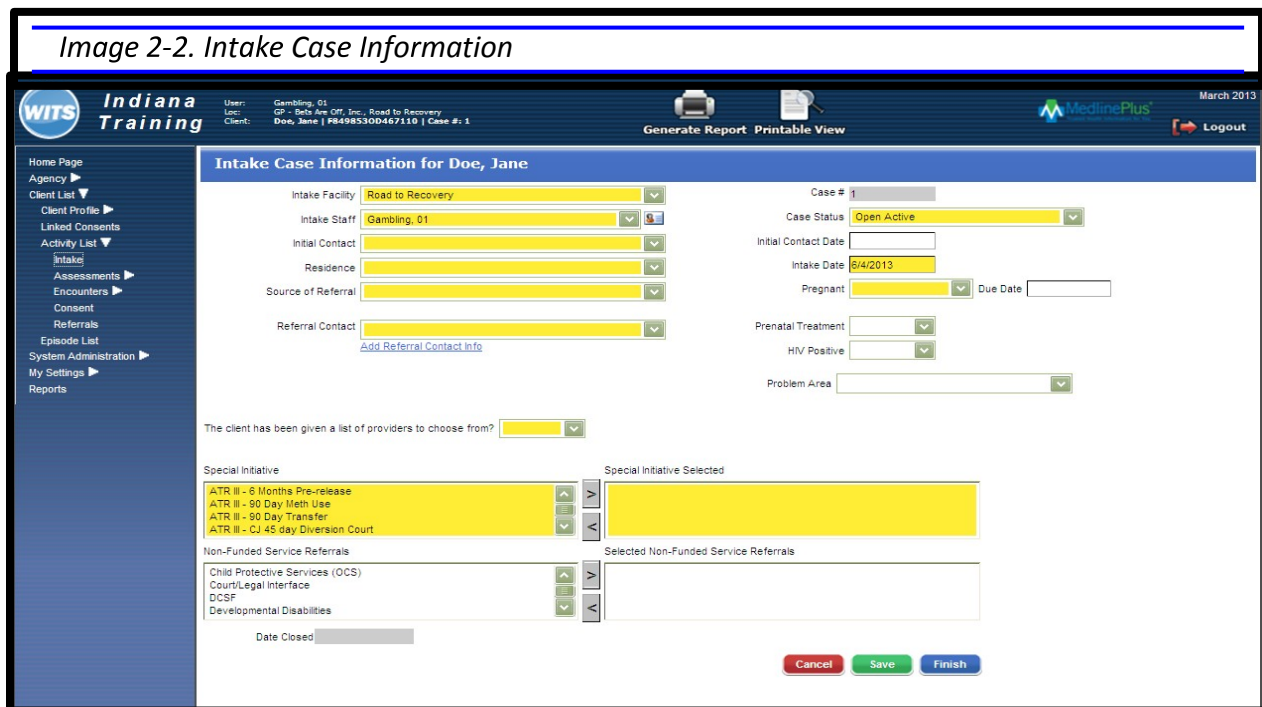 Image 2-2. Intake Case Information
WITS
Indiana
Training
User: Gambling, 01
Loc: GP - Bets Are Off, Inc., Road to Recovery
Client: Doe, Jane | F8498530D467110 | Case #: 1
Generate Report Printable View
MedlinePlus
March 2013
Logout
Home Page
Agency
Client List
Client Profile
Linked Consents
Activity List
Intake
Assessments
Encounters
Consent
Referrals
Episode List
System Administration
My Settings
Reports
Intake Case Information for Doe, Jane
Intake Facility Road to Recovery
Case # 1
Intake Staff Gambling, 01
Case Status Open Active
Initial Contact
Initial Contact Date
Residence
Intake Date 6/4/2013
Source of Referral
Pregnant Due Date
Referral Contact
Prenatal Treatment
Add Referral Contact Info
HIV Positive
Problem Area
The client has been given a list of providers to choose from?
Special Initiative
Special Initiative Selected
ATR III - 6 Months Pre-release
ATR III - 90 Day Meth Use
ATR III - 90 Day Transfer
ATR III - CJ 45 day Diversion Court
>
<
Non-Funded Service Referrals
Selected Non-Funded Service Referrals
Child Protective Services (OCS)
Court/Legal Interface
DCSF
Developmental Disabilities
>
<
Date Closed
Cancel Save Finish